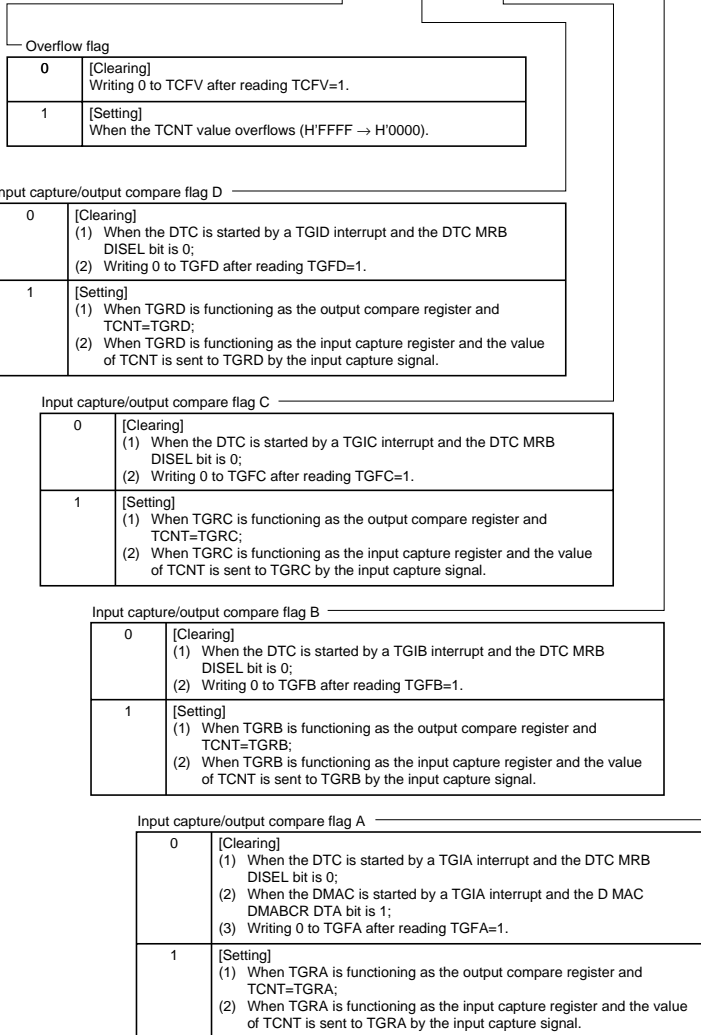 Overflow flag
0 [Clearing]
Writing 0 to TCFV after reading TCFV=1.
1 [Setting]
When the TCNT value overflows (H'FFFF → H'0000).
nput capture/output compare flag D
0 [Clearing]
(1) When the DTC is started by a TGID interrupt and the DTC MRB
DISEL bit is 0;
(2) Writing 0 to TGFD after reading TGFD=1.
1 [Setting]
(1) When TGRD is functioning as the output compare register and
TCNT=TGRD;
(2) When TGRD is functioning as the input capture register and the value
of TCNT is sent to TGRD by the input capture signal.
Input capture/output compare flag C
0 [Clearing]
(1) When the DTC is started by a TGIC interrupt and the DTC MRB
DISEL bit is 0;
(2) Writing 0 to TGFC after reading TGFC=1.
1 [Setting]
(1) When TGRC is functioning as the output compare register and
TCNT=TGRC;
(2) When TGRC is functioning as the input capture register and the value
of TCNT is sent to TGRC by the input capture signal.
Input capture/output compare flag B
0 [Clearing]
(1) When the DTC is started by a TGIB interrupt and the DTC MRB
DISEL bit is 0;
(2) Writing 0 to TGFB after reading TGFB=1.
1 [Setting]
(1) When TGRB is functioning as the output compare register and
TCNT=TGRB;
(2) When TGRB is functioning as the input capture register and the value
of TCNT is sent to TGRB by the input capture signal.
Input capture/output compare flag A
0 [Clearing]
(1) When the DTC is started by a TGIA interrupt and the DTC MRB
DISEL bit is 0;
(2) When the DMAC is started by a TGIA interrupt and the D MAC
DMABCR DTA bit is 1;
(3) Writing 0 to TGFA after reading TGFA=1.
1 [Setting]
(1) When TGRA is functioning as the output compare register and
TCNT=TGRA;
(2) When TGRA is functioning as the input capture register and the value
of TCNT is sent to TGRA by the input capture signal.